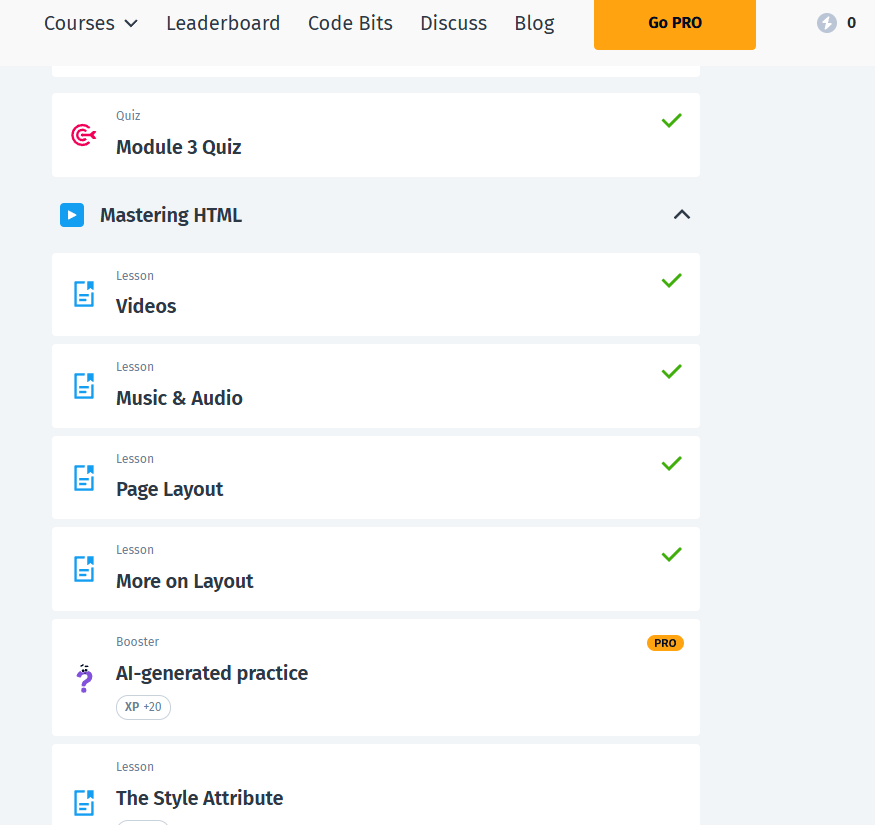 Courses Leaderboard Code Bits Discuss Blog Go PRO 0
Quiz
Module 3 Quiz
Mastering HTML
Lesson
Videos
Lesson
Music & Audio
Lesson
Page Layout
Lesson
More on Layout
Booster
PRO
AI-generated practice
XP +20
Lesson
The Style Attribute